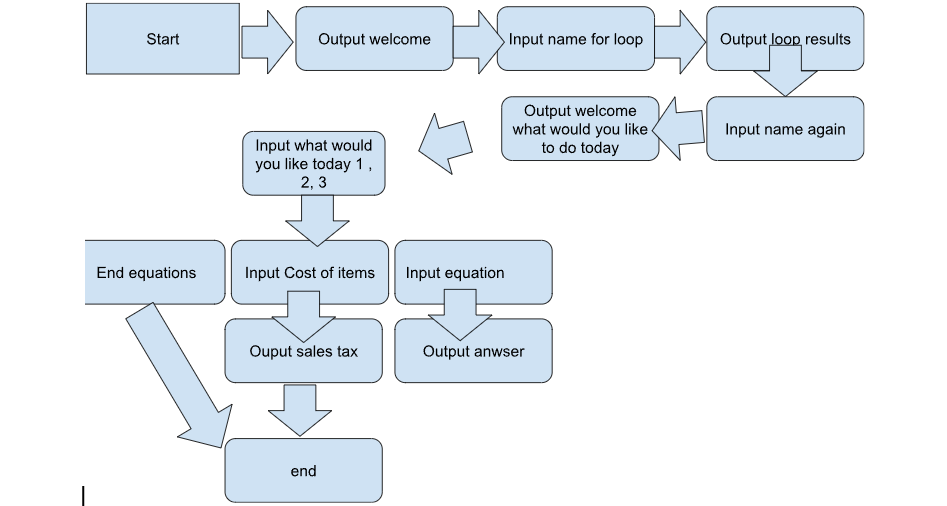 Start
Output welcome
Input name for loop
Output loop results
Output welcome
what would you like
to do today
Input name again
Input what would
you like today 1 ,
2, 3
End equations
Input Cost of items
Input equation
Ouput sales tax
Output anwser
end